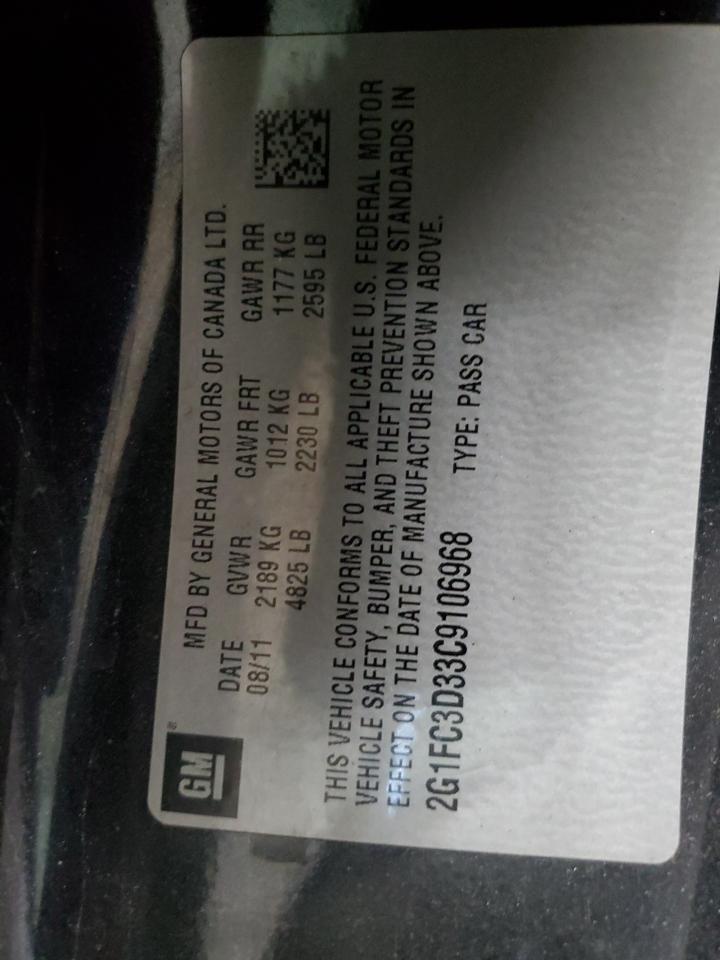 GM ®
MFD BY GENERAL MOTORS OF CANADA LTD.
DATE GVWR GAWR FRT GAWR RR
08/11 2189 KG 1012 KG 1177 KG
4825 LB 2230 LB 2595 LB
THIS VEHICLE CONFORMS TO ALL APPLICABLE U.S. FEDERAL MOTOR
VEHICLE SAFETY, BUMPER, AND THEFT PREVENTION STANDARDS IN
EFFECT ON THE DATE OF MANUFACTURE SHOWN ABOVE.
2G1FC3D33C9106968 TYPE: PASS CAR